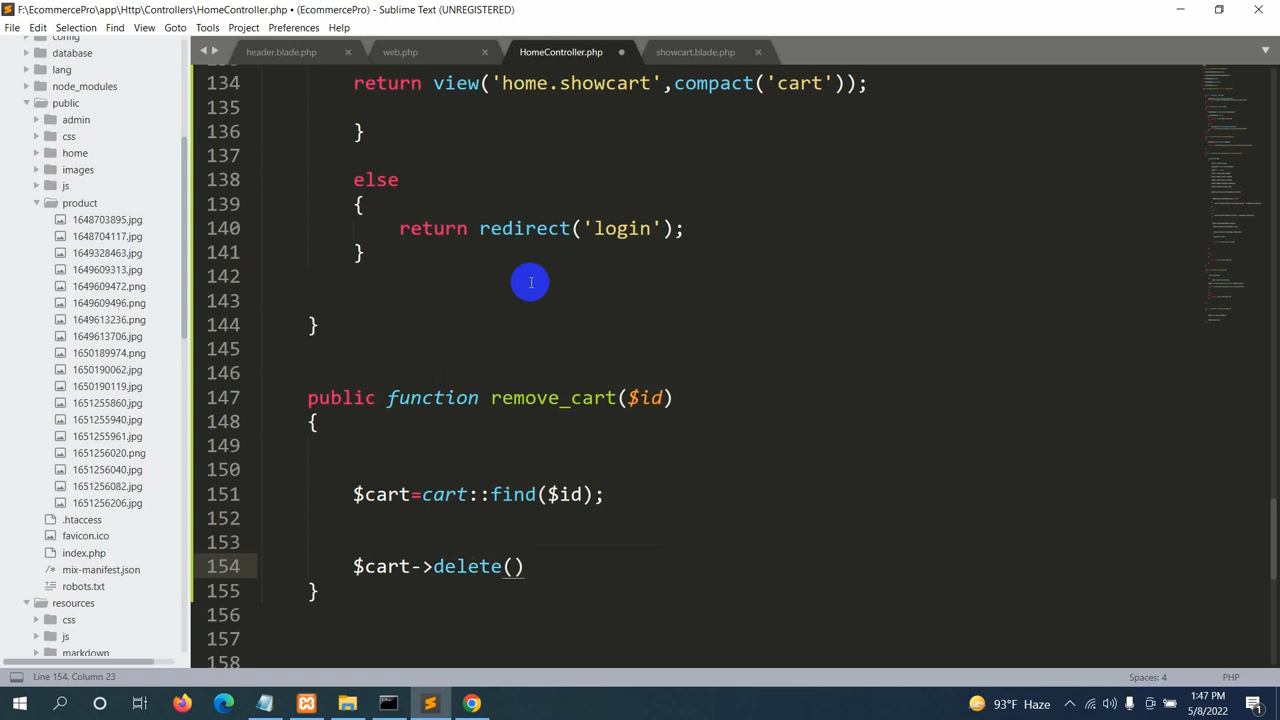 F:\EcommercePro\app\Http\Controllers\HomeController.php • (EcommercePro) - Sublime Text (UNREGISTERED)
File Edit Selection Find View Goto Tools Project Preferences Help
header.blade.php web.php HomeController.php showcart.blade.php
config
database
lang
node_modules
public
admin
css
home
images
js
product
1648703895.jpg
1648704117.jpg
1649328463.jpg
1649609313.jpg
1649609472.png
1649609496.png
1649613236.png
1649613706.jpg
1650189974.png
1650190062.jpg
1650190119.jpg
1651255860.jpg
1651255940.jpg
1651255961.jpg
1651256020.png
1651256040.jpg
1651256082.jpg
1651256206.jpg
.htaccess
favicon.ico
index.php
mix-manifest.json
robots.txt
resources
css
js
markdown
134 return view('home.showcart',compact('cart'));
135
136 }
137
138 else
139 {
140 return redirect('login');
141 }
142
143
144 }
145
146
147 public function remove_cart($id)
148 {
149
150
151 $cart=cart::find($id);
152
153
154 $cart->delete()
155 }
156
157
158
Line 154, Column 23 Spaces: 4 PHP
93°F Haze
1:47 PM
5/8/2022